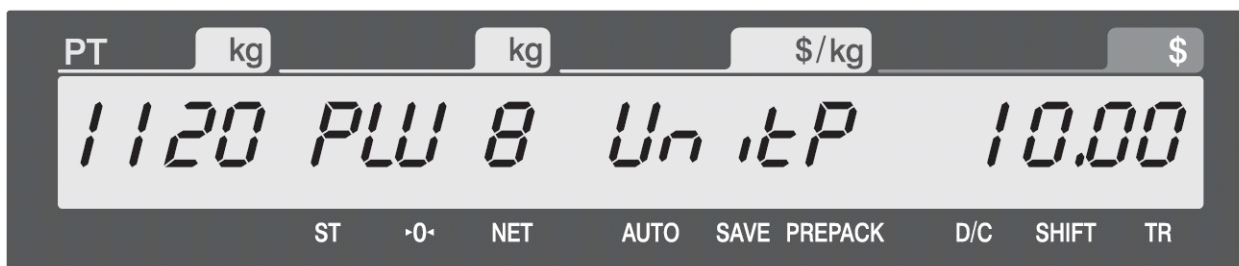 PT kg kg $/kg $
1120 PLU 8 UnitP 10.00
ST ▸0◂ NET AUTO SAVE PREPACK D/C SHIFT TR